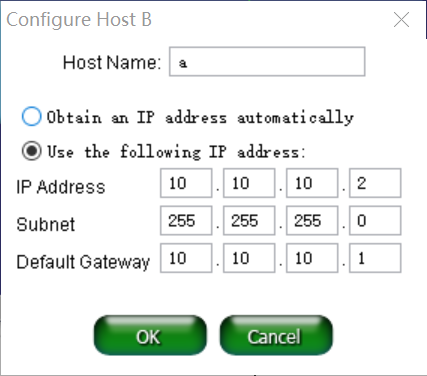 Configure Host B
Host Name: a
Obtain an IP address automatically
Use the following IP address:
IP Address 10 . 10 . 10 . 2
Subnet 255 . 255 . 255 . 0
Default Gateway 10 . 10 . 10 . 1
OK Cancel